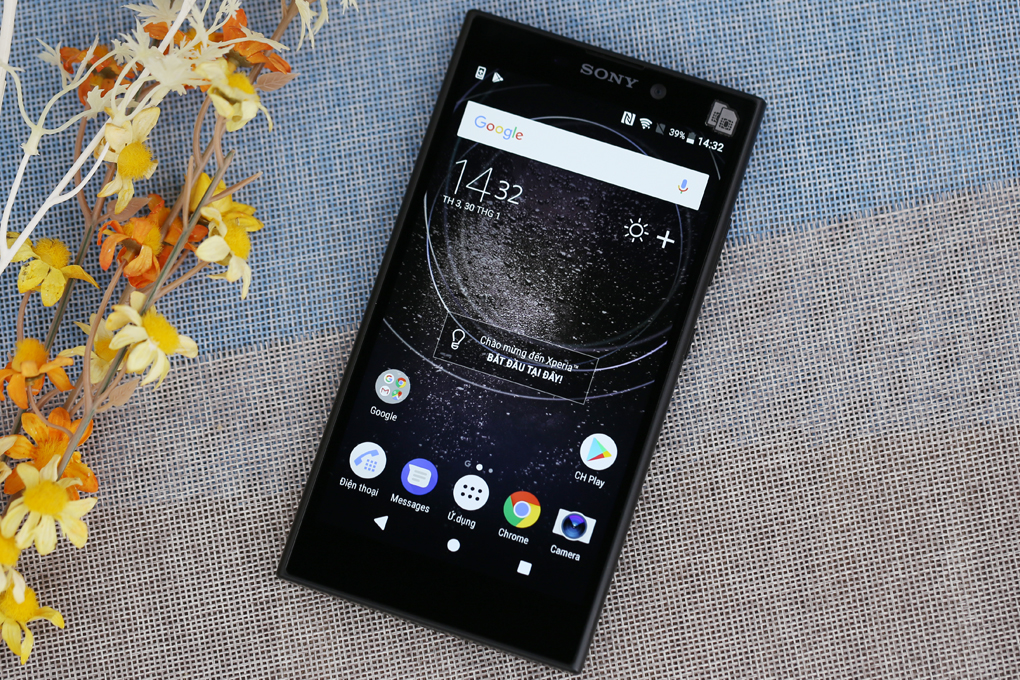 SONY
39% 14:32
Google
14 32
TH 3, 30 THG 1
Chào mừng đến Xperia™
BẮT ĐẦU TẠI ĐÂY!
Google
CH Play
Điện thoại
Messages
Ứ.dụng
Chrome
Camera